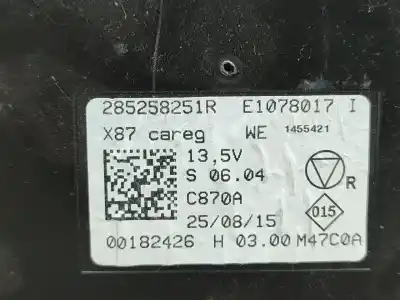 285258251R E1078017 I
X87 careg WE 1455421
13,5V
S 06.04
R
C870A
015
25/08/15
00182426 H 03.00 M47C0A